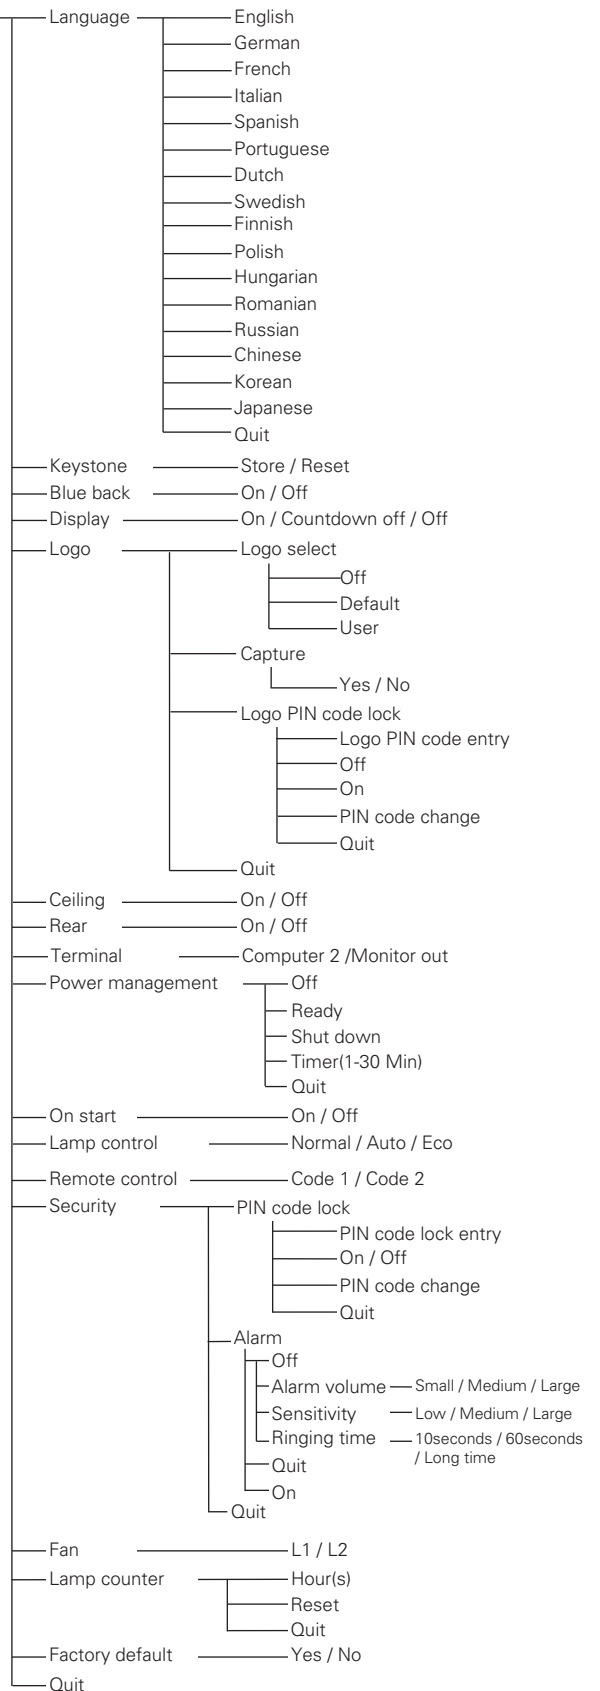 Language English
German
French
Italian
Spanish
Portuguese
Dutch
Swedish
Finnish
Polish
Hungarian
Romanian
Russian
Chinese
Korean
Japanese
Quit
Keystone Store / Reset
Blue back On / Off
Display On / Countdown off / Off
Logo Logo select
Off
Default
User
Capture
Yes / No
Logo PIN code lock
Logo PIN code entry
Off
On
PIN code change
Quit
Quit
Ceiling On / Off
Rear On / Off
Terminal Computer 2 /Monitor out
Power management Off
Ready
Shut down
Timer(1-30 Min)
Quit
On start On / Off
Lamp control Normal / Auto / Eco
Remote control Code 1 / Code 2
Security PIN code lock
PIN code lock entry
On / Off
PIN code change
Quit
Alarm
Off
Alarm volume Small / Medium / Large
Sensitivity Low / Medium / Large
Ringing time 10seconds / 60seconds
/ Long time
Quit
On
Quit
Fan L1 / L2
Lamp counter Hour(s)
Reset
Quit
Factory default Yes / No
Quit